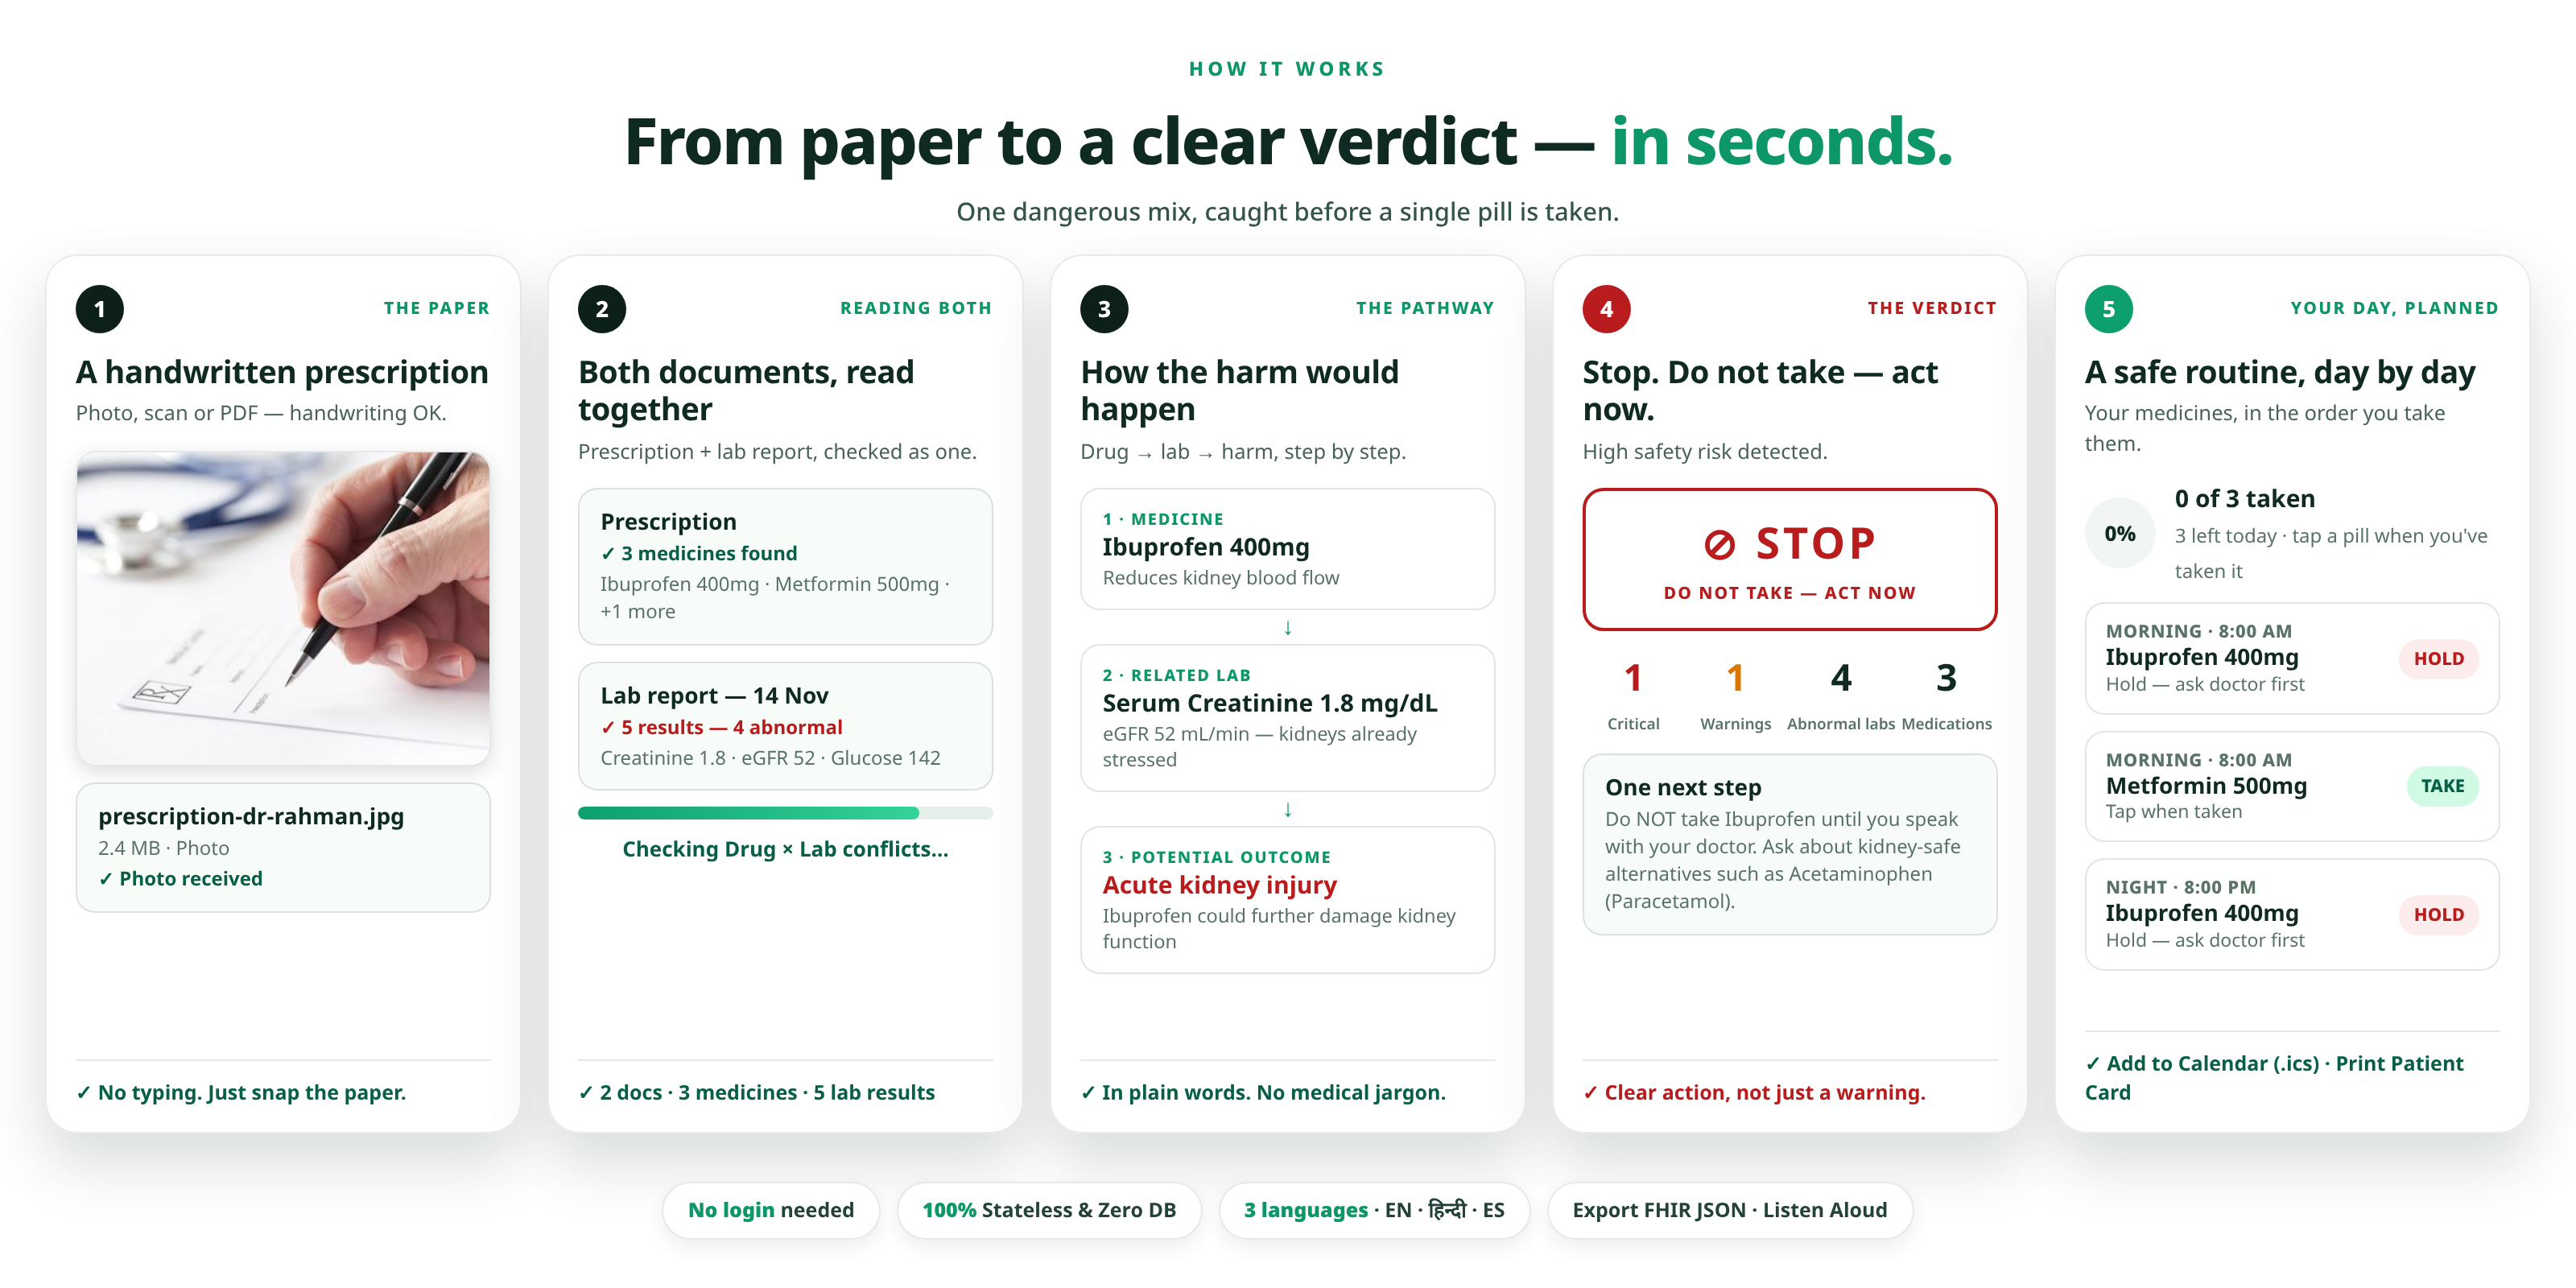 HOW IT WORKS
From paper to a clear verdict — in seconds.
One dangerous mix, caught before a single pill is taken.
1
THE PAPER
A handwritten prescription
Photo, scan or PDF — handwriting OK.
Rx
prescription-dr-rahman.jpg
2.4 MB · Photo
✓ Photo received
✓ No typing. Just snap the paper.
2
READING BOTH
Both documents, read
together
Prescription + lab report, checked as one.
Prescription
✓ 3 medicines found
Ibuprofen 400mg · Metformin 500mg ·
+1 more
Lab report — 14 Nov
✓ 5 results — 4 abnormal
Creatinine 1.8 · eGFR 52 · Glucose 142
Checking Drug × Lab conflicts...
✓ 2 docs · 3 medicines · 5 lab results
3
THE PATHWAY
How the harm would
happen
Drug → lab → harm, step by step.
1 · MEDICINE
Ibuprofen 400mg
Reduces kidney blood flow
↓
2 · RELATED LAB
Serum Creatinine 1.8 mg/dL
eGFR 52 mL/min — kidneys already
stressed
↓
3 · POTENTIAL OUTCOME
Acute kidney injury
Ibuprofen could further damage kidney
function
✓ In plain words. No medical jargon.
4
THE VERDICT
Stop. Do not take — act
now.
High safety risk detected.
⊘ STOP
DO NOT TAKE — ACT NOW
1 1 4 3
Critical Warnings Abnormal labs Medications
One next step
Do NOT take Ibuprofen until you speak
with your doctor. Ask about kidney-safe
alternatives such as Acetaminophen
(Paracetamol).
✓ Clear action, not just a warning.
5
YOUR DAY, PLANNED
A safe routine, day by day
Your medicines, in the order you take
them.
0%
0 of 3 taken
3 left today · tap a pill when you've
taken it
MORNING · 8:00 AM
Ibuprofen 400mg
Hold — ask doctor first
HOLD
MORNING · 8:00 AM
Metformin 500mg
Tap when taken
TAKE
NIGHT · 8:00 PM
Ibuprofen 400mg
Hold — ask doctor first
HOLD
✓ Add to Calendar (.ics) · Print Patient
Card
No login needed
100% Stateless & Zero DB
3 languages · EN · हिन्दी · ES
Export FHIR JSON · Listen Aloud